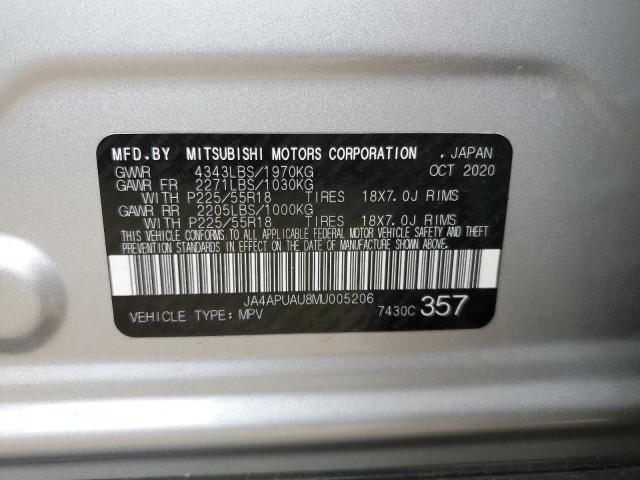 MFD.BY MITSUBISHI MOTORS CORPORATION . JAPAN
GVWR 4343LBS/1970KG OCT 2020
GAWR FR 2271LBS/1030KG
WITH P225/55R18 TIRES 18X7.0J RIMS
GAWR RR 2205LBS/1000KG
WITH P225/55R18 TIRES 18X7.0J RIMS
THIS VEHICLE CONFORMS TO ALL APPLICABLE FEDERAL MOTOR VEHICLE SAFETY AND THEFT
PREVENTION STANDARDS IN EFFECT ON THE DATE OF MANUFACTURE SHOWN ABOVE.
JA4APUAU8MU005206
VEHICLE TYPE: MPV 7430C 357